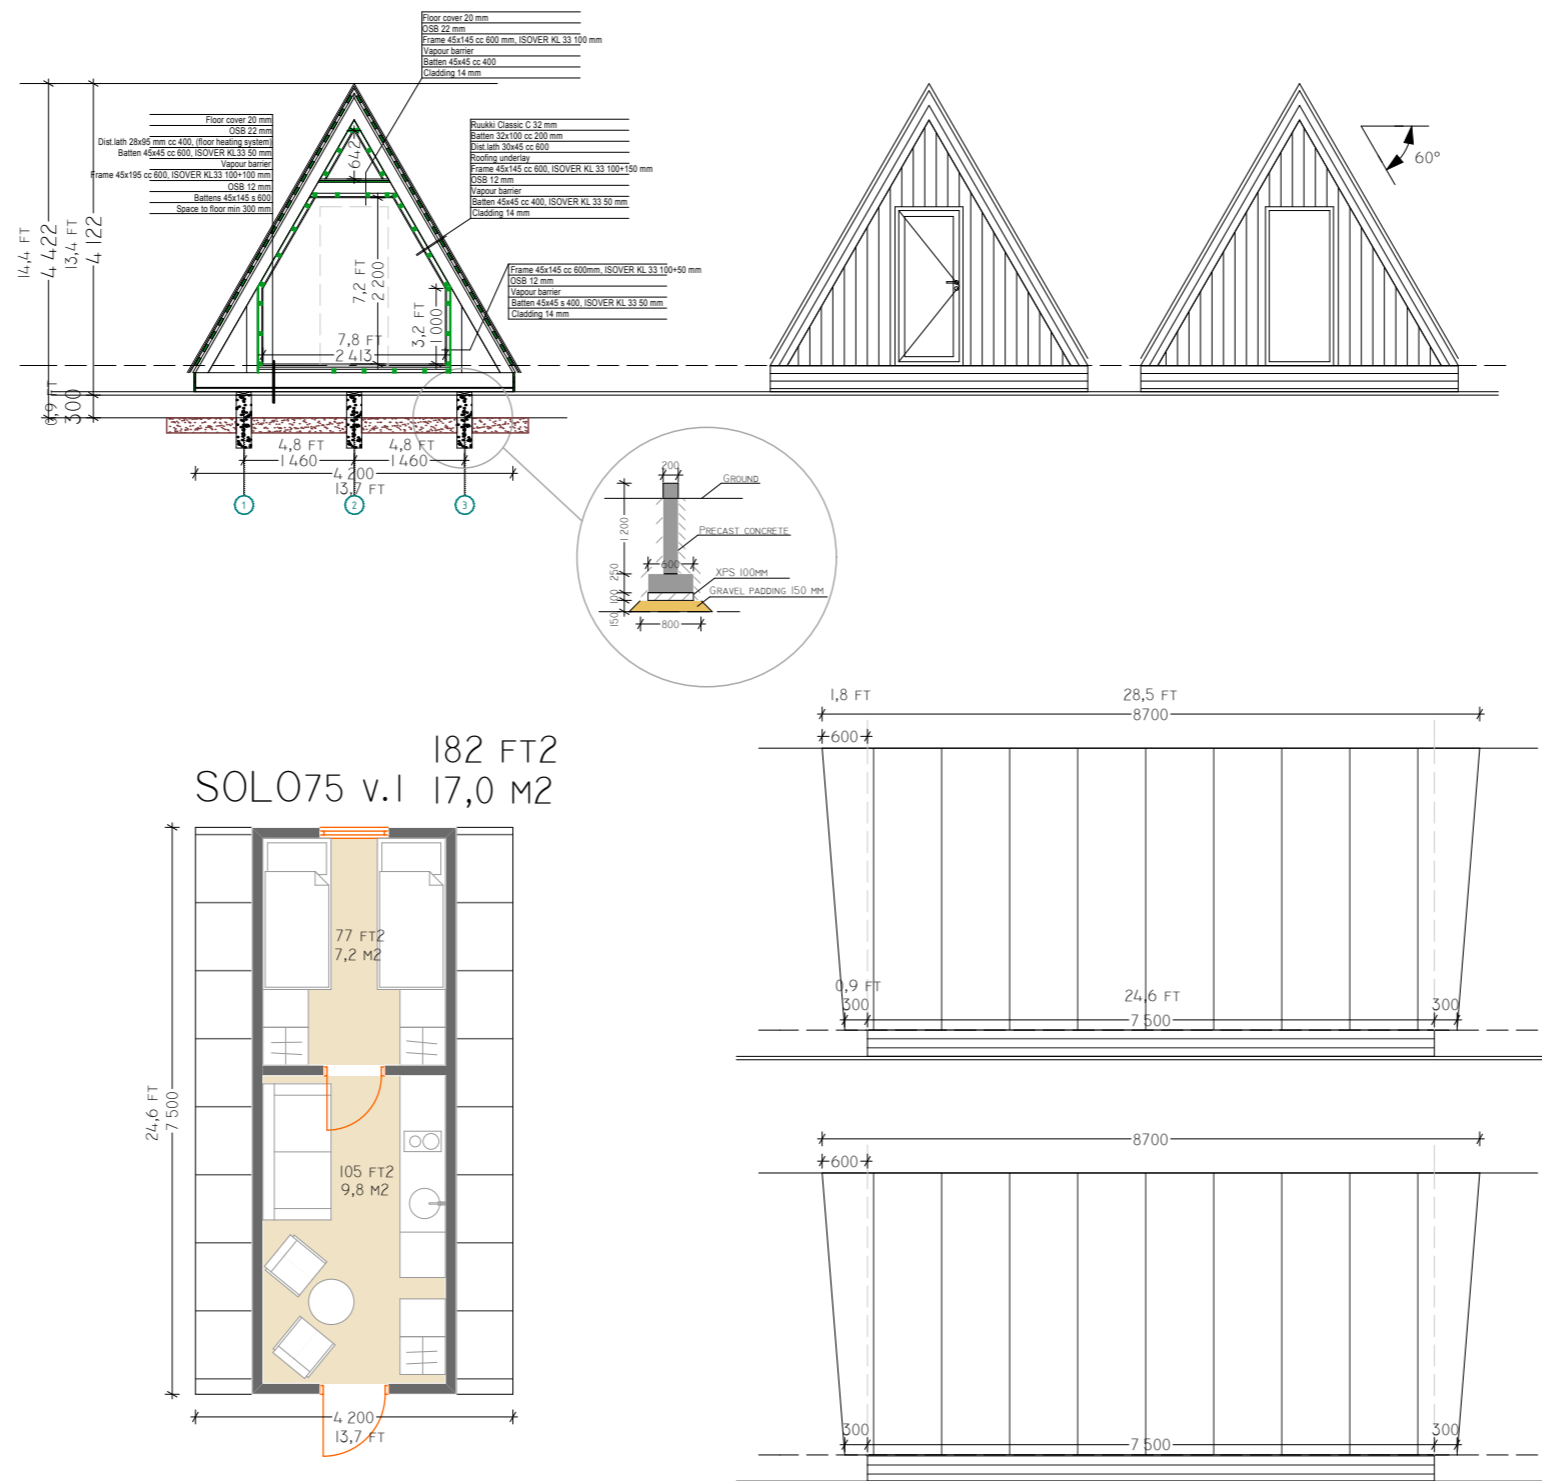 Floor cover 20 mm
OSB 22 mm
Frame 45x145 cc 600 mm, ISOVER KL 33 100 mm
Vapour barrier
Batten 45x45 cc 400
Cladding 14 mm
Floor cover 20 mm
OSB 22 mm
Dist.lath 28x95 mm cc 400, (floor heating system)
Batten 45x45 cc 600, ISOVER KL33 50 mm
Vapour barrier
Frame 45x195 cc 600, ISOVER KL33 100+100 mm
OSB 12 mm
Battens 45x145 s 600
Space to floor min 300 mm
Ruukki Classic C 32 mm
Batten 32x100 cc 200 mm
Dist.lath 30x45 cc 600
Roofing underlay
Frame 45x145 cc 600, ISOVER KL 33 100+150 mm
OSB 12 mm
Vapour barrier
Batten 45x45 cc 400, ISOVER KL 33 50 mm
Cladding 14 mm
Frame 45x145 cc 600mm, ISOVER KL 33 100+50 mm
OSB 12 mm
Vapour barrier
Batten 45x45 s 400, ISOVER KL 33 50 mm
Cladding 14 mm
14,4 FT
4 422
13,4 FT
4 122
0,9 FT
300
642
7,2 FT
2 200
3,2 FT
1 000
7,8 FT
2 413
4,8 FT
1 460
4,8 FT
1 460
4 200
13,7 FT
1
2
3
60°
200
GROUND
1 200
PRECAST CONCRETE
600
250
XPS 100MM
100
GRAVEL PADDING 150 MM
150
800
182 FT2
SOLO75 V.1 17,0 M2
77 FT2
7,2 M2
105 FT2
9,8 M2
24,6 FT
7 500
4 200
13,7 FT
1,8 FT
28,5 FT
8700
600
0,9 FT
300
24,6 FT
7 500
300
8700
600
300
7 500
300